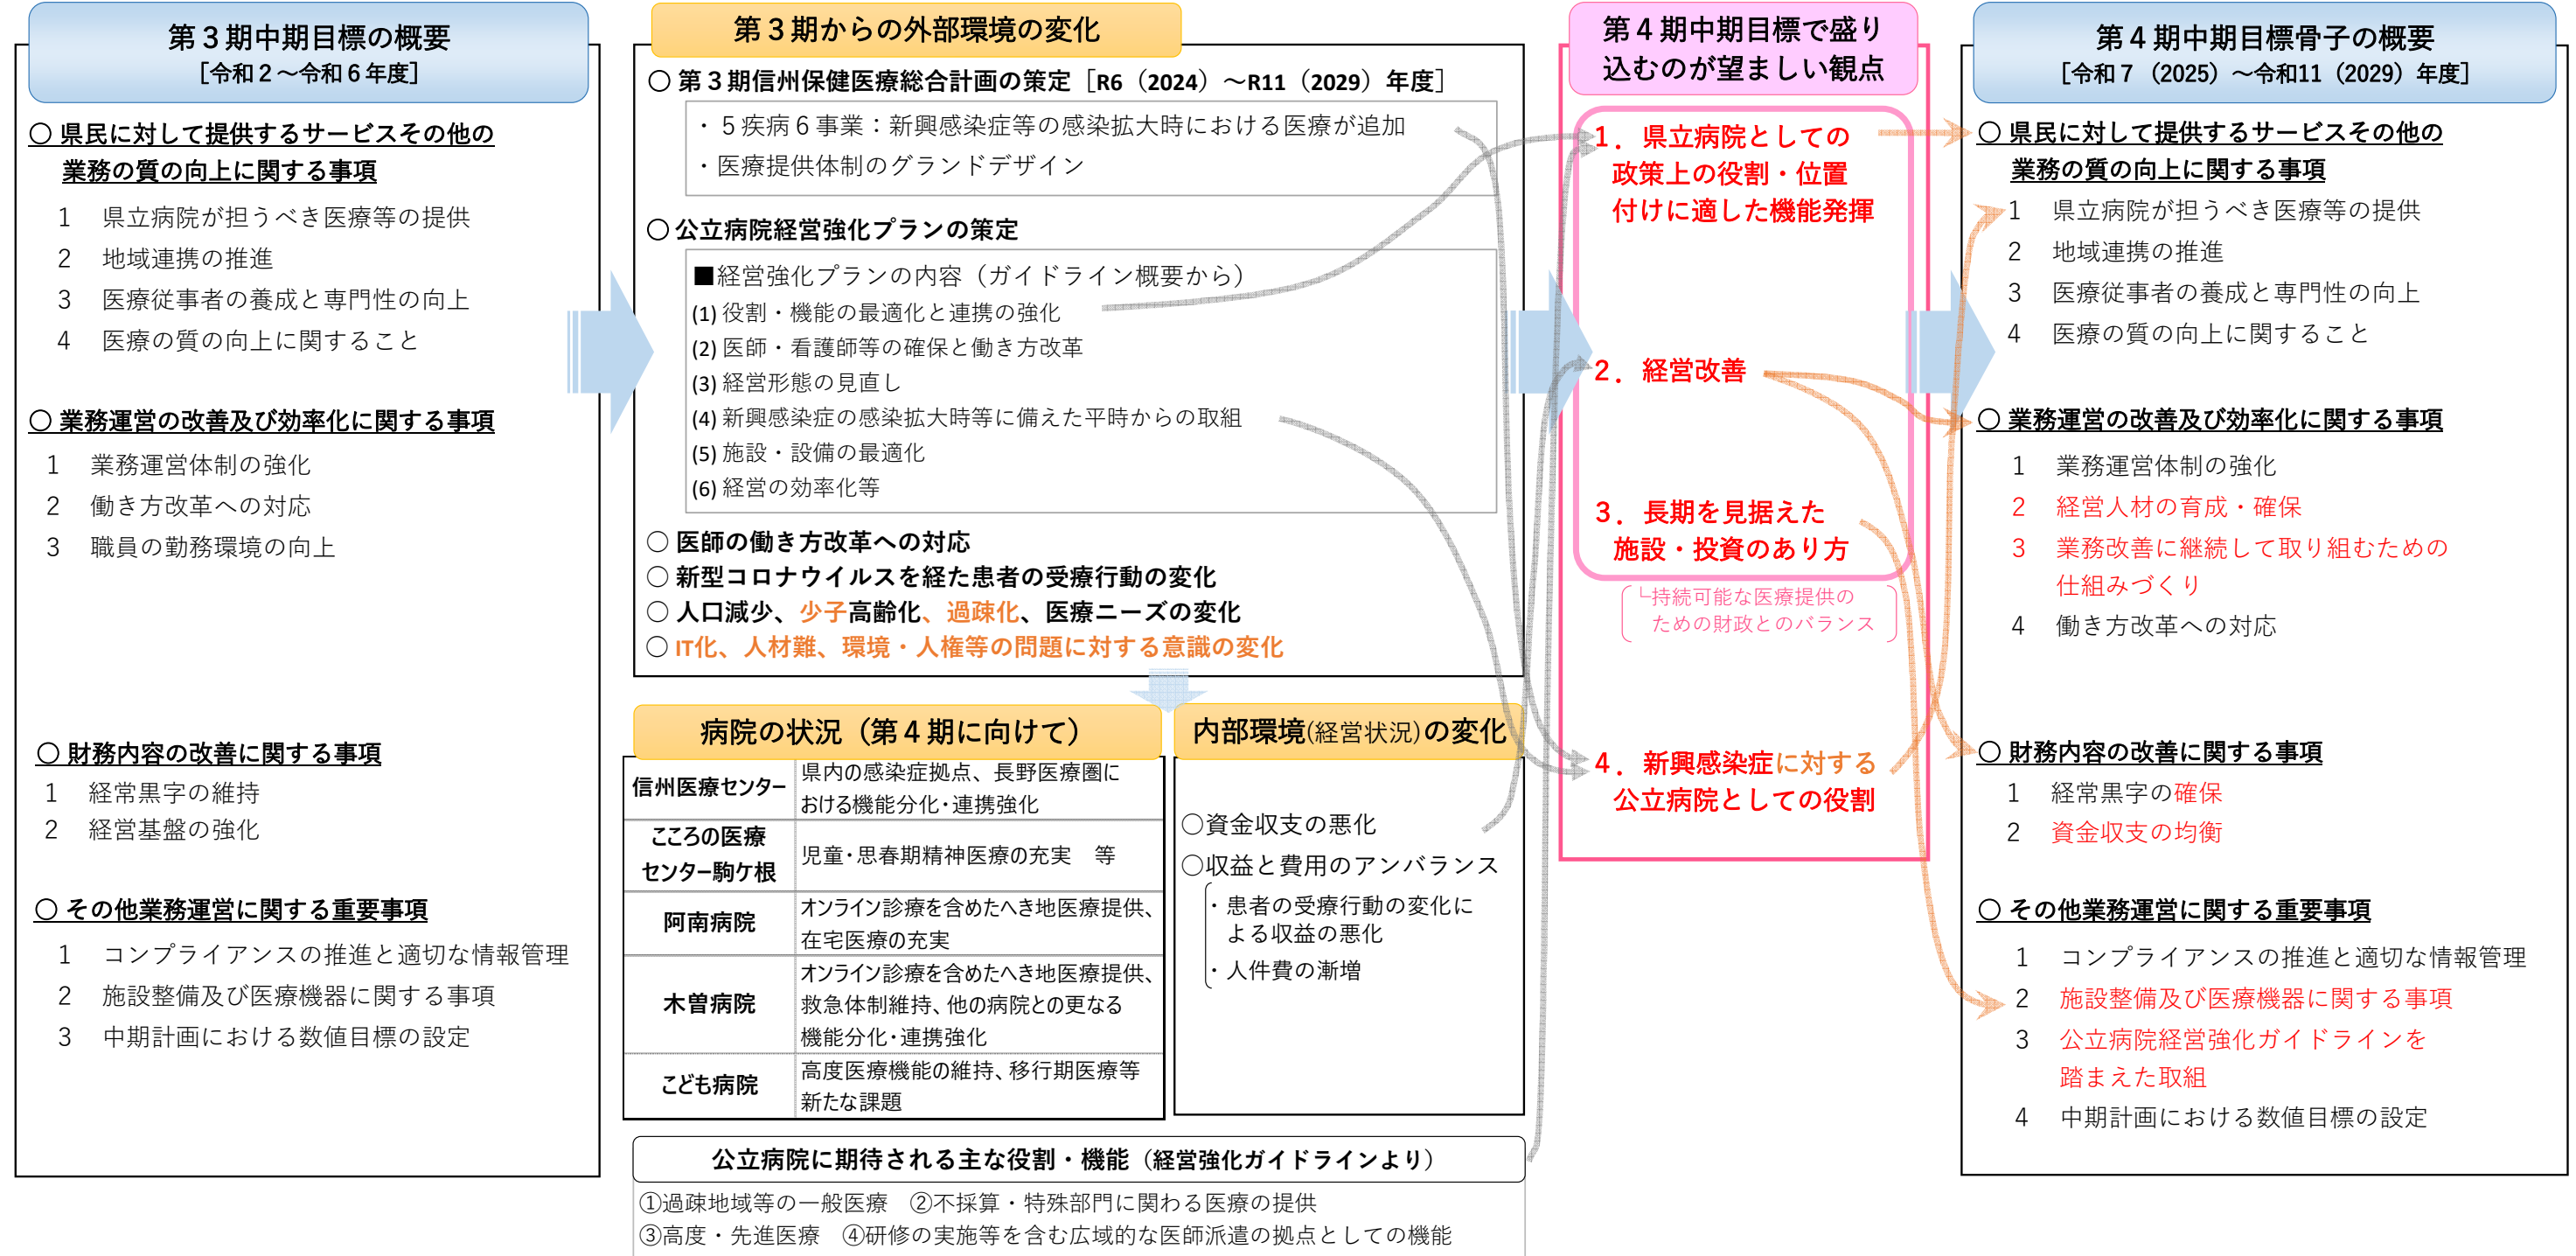 第３期中期目標の概要
［令和２～令和６年度］
〇 県民に対して提供するサービスその他の
業務の質の向上に関する事項
1　県立病院が担うべき医療等の提供
2　地域連携の推進
3　医療従事者の養成と専門性の向上
4　医療の質の向上に関すること
〇 業務運営の改善及び効率化に関する事項
1　業務運営体制の強化
2　働き方改革への対応
3　職員の勤務環境の向上
〇 財務内容の改善に関する事項
1　経常黒字の維持
2　経営基盤の強化
〇 その他業務運営に関する重要事項
1　コンプライアンスの推進と適切な情報管理
2　施設整備及び医療機器に関する事項
3　中期計画における数値目標の設定
第３期からの外部環境の変化
〇 第３期信州保健医療総合計画の策定［R6（2024）～R11（2029）年度］
・５疾病６事業：新興感染症等の感染拡大時における医療が追加
・医療提供体制のグランドデザイン
〇 公立病院経営強化プランの策定
■経営強化プランの内容（ガイドライン概要から）
(1) 役割・機能の最適化と連携の強化
(2) 医師・看護師等の確保と働き方改革
(3) 経営形態の見直し
(4) 新興感染症の感染拡大時等に備えた平時からの取組
(5) 施設・設備の最適化
(6) 経営の効率化等
〇 医師の働き方改革への対応
〇 新型コロナウイルスを経た患者の受療行動の変化
〇 人口減少、少子高齢化、過疎化、医療ニーズの変化
〇 IT化、人材難、環境・人権等の問題に対する意識の変化
病院の状況（第４期に向けて）
信州医療センター
県内の感染症拠点、長野医療圏に
おける機能分化・連携強化
こころの医療
センター駒ケ根
児童・思春期精神医療の充実　等
阿南病院
オンライン診療を含めたへき地医療提供、
在宅医療の充実
木曽病院
オンライン診療を含めたへき地医療提供、
救急体制維持、他の病院との更なる
機能分化・連携強化
こども病院
高度医療機能の維持、移行期医療等
新たな課題
内部環境(経営状況)の変化
〇資金収支の悪化
〇収益と費用のアンバランス
・患者の受療行動の変化に
よる収益の悪化
・人件費の漸増
公立病院に期待される主な役割・機能（経営強化ガイドラインより）
①過疎地域等の一般医療　②不採算・特殊部門に関わる医療の提供
③高度・先進医療　④研修の実施等を含む広域的な医師派遣の拠点としての機能
第４期中期目標で盛り
込むのが望ましい観点
１．県立病院としての
政策上の役割・位置
付けに適した機能発揮
２．経営改善
３．長期を見据えた
施設・投資のあり方
└持続可能な医療提供の
ための財政とのバランス
４．新興感染症に対する
公立病院としての役割
第４期中期目標骨子の概要
［令和７（2025）～令和11（2029）年度］
〇 県民に対して提供するサービスその他の
業務の質の向上に関する事項
1　県立病院が担うべき医療等の提供
2　地域連携の推進
3　医療従事者の養成と専門性の向上
4　医療の質の向上に関すること
〇 業務運営の改善及び効率化に関する事項
1　業務運営体制の強化
2　経営人材の育成・確保
3　業務改善に継続して取り組むための
仕組みづくり
4　働き方改革への対応
〇 財務内容の改善に関する事項
1　経常黒字の確保
2　資金収支の均衡
〇 その他業務運営に関する重要事項
1　コンプライアンスの推進と適切な情報管理
2　施設整備及び医療機器に関する事項
3　公立病院経営強化ガイドラインを
踏まえた取組
4　中期計画における数値目標の設定